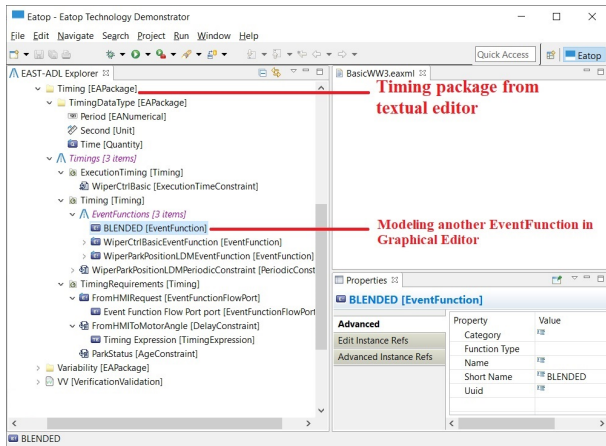 Eatop - Eatop Technology Demonstrator
File Edit Navigate Search Project Run Window Help
Quick Access
Eatop
EAST-ADL Explorer
BasicWW3.eaxml
Timing [EAPackage]
TimingDataType [EAPackage]
Period [EANumerical]
Second [Unit]
Time [Quantity]
Timings [3 items]
ExecutionTiming [Timing]
WiperCtrlBasic [ExecutionTimeConstraint]
Timing [Timing]
EventFunctions [3 items]
BLENDED [EventFunction]
WiperCtrlBasicEventFunction [EventFunction]
WiperParkPositionLDMEventFunction [EventFunction]
WiperParkPositionLDMPeriodicConstraint [PeriodicConst
TimingRequirements [Timing]
FromHMIRequest [EventFunctionFlowPort]
Event Function Flow Port port [EventFunctionFlowPort
FromHMIToMotorAngle [DelayConstraint]
Timing Expression [TimingExpression]
ParkStatus [AgeConstraint]
Variability [EAPackage]
VV [VerificationValidation]
Timing package from
textual editor
Modeling another EventFunction in
Graphical Editor
Properties
BLENDED [EventFunction]
Advanced
Edit Instance Refs
Advanced Instance Refs
Property Value
Category
Function Type
Name
Short Name BLENDED
Uuid
BLENDED